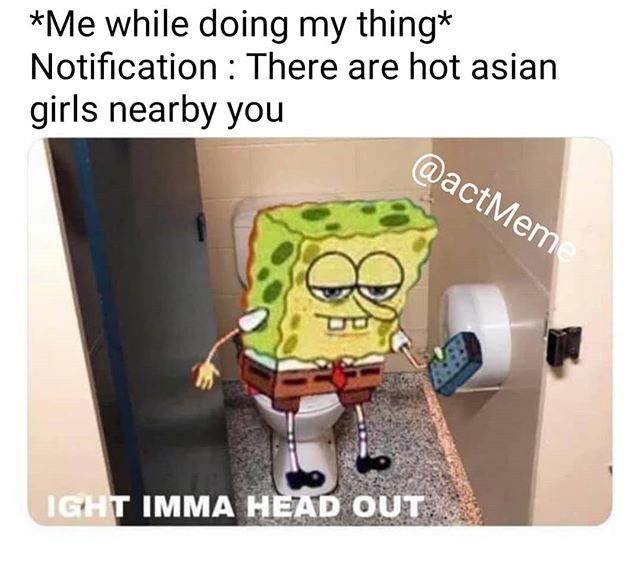 *Me while doing my thing*
Notification : There are hot asian
girls nearby you
@actMeme
IGHT IMMA HEAD OUT